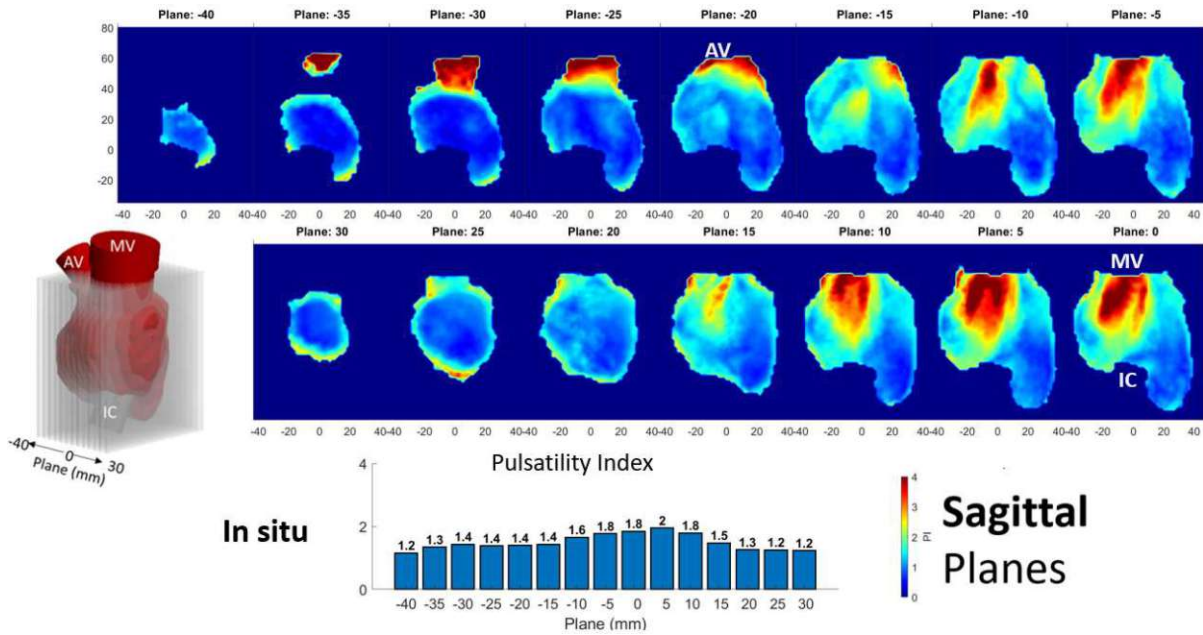 Plane: -40 Plane: -35 Plane: -30 Plane: -25 Plane: -20 Plane: -15 Plane: -10 Plane: -5
80
60
40
20
0
-20
AV
-40 -20 0 20 40-40 -20 0 20 40-40 -20 0 20 40-40 -20 0 20 40-40 -20 0 20 40-40 -20 0 20 40-40 -20 0 20 40-40 -20 0 20 40
Plane: 30 Plane: 25 Plane: 20 Plane: 15 Plane: 10 Plane: 5 Plane: 0
MV
IC
-40 -20 0 20 40-40 -20 0 20 40-40 -20 0 20 40-40 -20 0 20 40-40 -20 0 20 40-40 -20 0 20 40-40 -20 0 20 40
AV MV
IC
-40 0 30
Plane (mm)
In situ
Pulsatility Index
4
2
0
1.2 1.3 1.4 1.4 1.4 1.4 1.6 1.8 1.8 2 1.8 1.5 1.3 1.2 1.2
-40 -35 -30 -25 -20 -15 -10 -5 0 5 10 15 20 25 30
Plane (mm)
4
3
2
1
0
PI
Sagittal
Planes